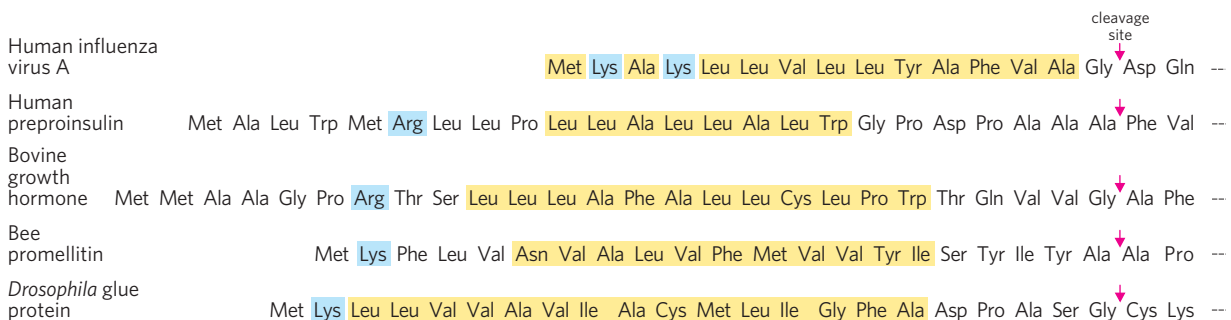 cleavage
site
Human influenza
virus A
Met Lys Ala Lys Leu Leu Val Leu Leu Tyr Ala Phe Val Ala Gly Asp Gln ---
Human
preproinsulin Met Ala Leu Trp Met Arg Leu Leu Pro Leu Leu Ala Leu Leu Ala Leu Trp Gly Pro Asp Pro Ala Ala Ala Phe Val ---
Bovine
growth
hormone Met Met Ala Ala Gly Pro Arg Thr Ser Leu Leu Leu Ala Phe Ala Leu Leu Cys Leu Pro Trp Thr Gln Val Val Gly Ala Phe ---
Bee
promellitin Met Lys Phe Leu Val Asn Val Ala Leu Val Phe Met Val Val Tyr Ile Ser Tyr Ile Tyr Ala Ala Pro ---
Drosophila glue
protein Met Lys Leu Leu Val Val Ala Val Ile Ala Cys Met Leu Ile Gly Phe Ala Asp Pro Ala Ser Gly Cys Lys ---